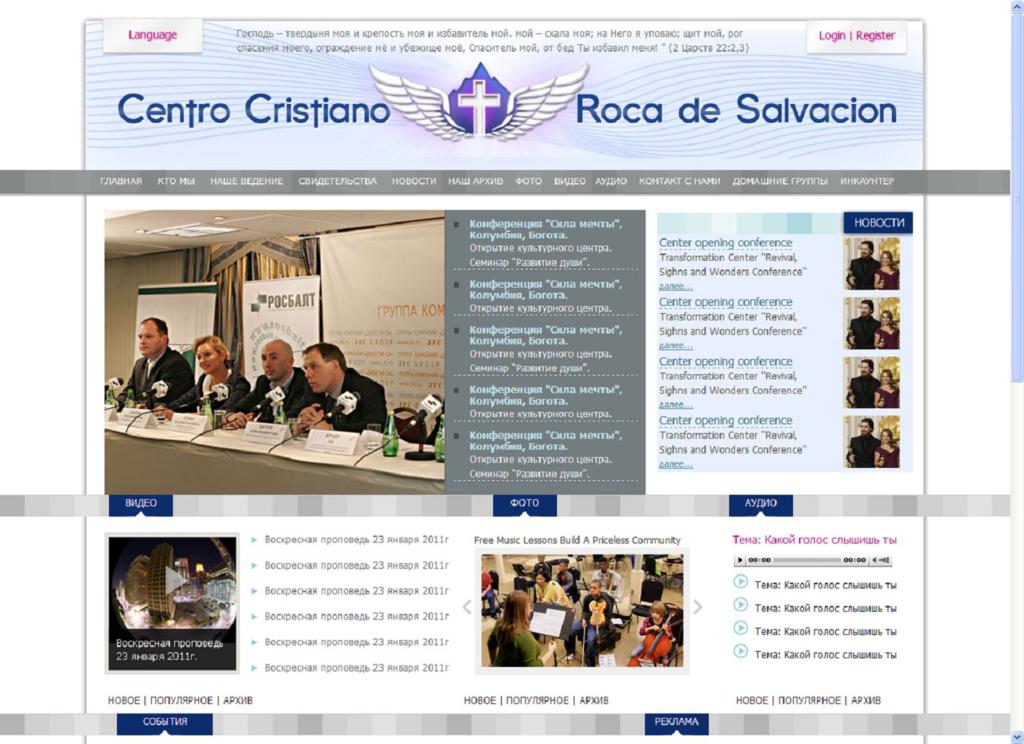 Language
Господь – твердыня моя и крепость моя и избавитель мой. мой – скала моя; на Него я уповаю; щит мой, рог
спасения моего, ограждение мё и убежище моё, Спаситель мой, от бед Ты избавил меня! " (2 Царств 22:2,3)
Login | Register
Centro Cristiano Roca de Salvacion
ГЛАВНАЯ КТО МЫ НАШЕ ВЕДЕНИЕ СВИДЕТЕЛЬСТВА НОВОСТИ НАШ АРХИВ ФОТО ВИДЕО АУДИО КОНТАКТ С НАМИ ДОМАШНИЕ ГРУППЫ ИНКАУНТЕР
РОСБАЛТ
ГРУППА КОМ
Конференция "Сила мечты",
Колумбия, Богота.
Открытие культурного центра.
Семинар "Развитие души".
Конференция "Сила мечты",
Колумбия, Богота.
Открытие культурного центра.
Конференция "Сила мечты",
Колумбия, Богота.
Открытие культурного центра.
Семинар "Развитие души".
Конференция "Сила мечты",
Колумбия, Богота.
Открытие культурного центра.
Конференция "Сила мечты",
Колумбия, Богота.
Открытие культурного центра.
Семинар "Развитие души".
НОВОСТИ
Center opening conference
Transformation Center "Revival,
Sighns and Wonders Conference"
далее...
Center opening conference
Transformation Center "Revival,
Sighns and Wonders Conference"
далее...
Center opening conference
Transformation Center "Revival,
Sighns and Wonders Conference"
далее...
Center opening conference
Transformation Center "Revival,
Sighns and Wonders Conference"
далее...
ВИДЕО
ФОТО
АУДИО
Воскресная проповедь
23 января 2011г.
Воскресная проповедь 23 января 2011г
Воскресная проповедь 23 января 2011г
Воскресная проповедь 23 января 2011г
Воскресная проповедь 23 января 2011г
Воскресная проповедь 23 января 2011г
Воскресная проповедь 23 января 2011г
Free Music Lessons Build A Priceless Community
Тема: Какой голос слышишь ты
00:00 00:00
Тема: Какой голос слышишь ты
Тема: Какой голос слышишь ты
Тема: Какой голос слышишь ты
Тема: Какой голос слышишь ты
НОВОЕ | ПОПУЛЯРНОЕ | АРХИВ
НОВОЕ | ПОПУЛЯРНОЕ | АРХИВ
НОВОЕ | ПОПУЛЯРНОЕ | АРХИВ
СОБЫТИЯ
РЕКЛАМА